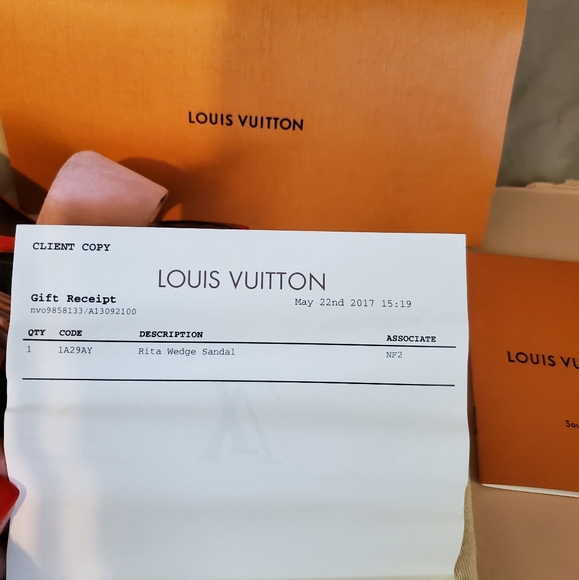 LOUIS VUITTON
CLIENT COPY
LOUIS VUITTON
Gift Receipt
May 22nd 2017 15:19
nvo9858133/A13092100
QTY CODE DESCRIPTION ASSOCIATE
1 1A29AY Rita Wedge Sandal NF2
LOUIS VU